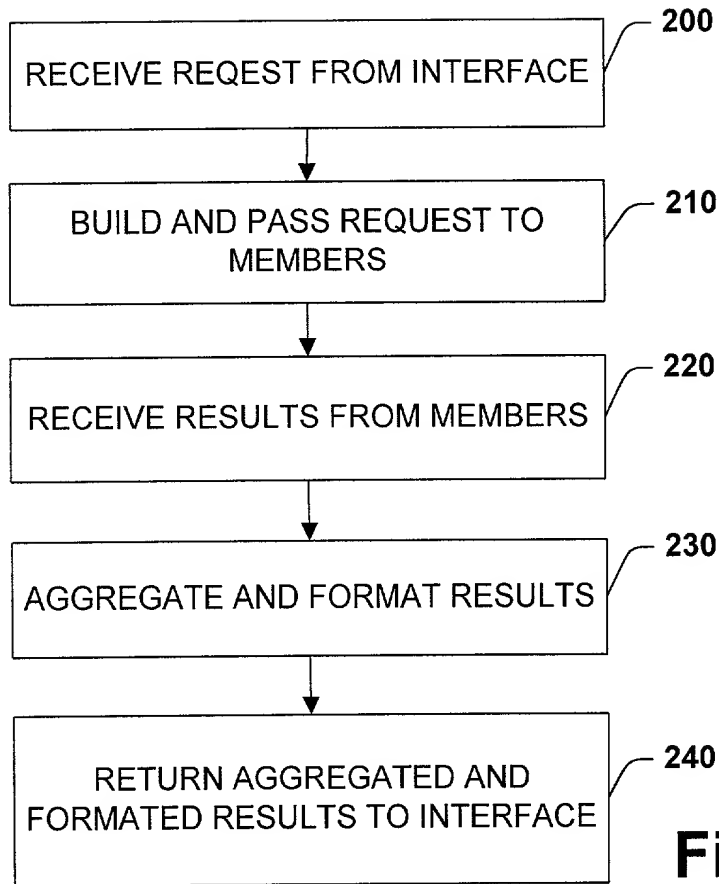 200
RECEIVE REQEST FROM INTERFACE
210
BUILD AND PASS REQUEST TO
MEMBERS
220
RECEIVE RESULTS FROM MEMBERS
230
AGGREGATE AND FORMAT RESULTS
240
RETURN AGGREGATED AND
FORMATED RESULTS TO INTERFACE
Fi